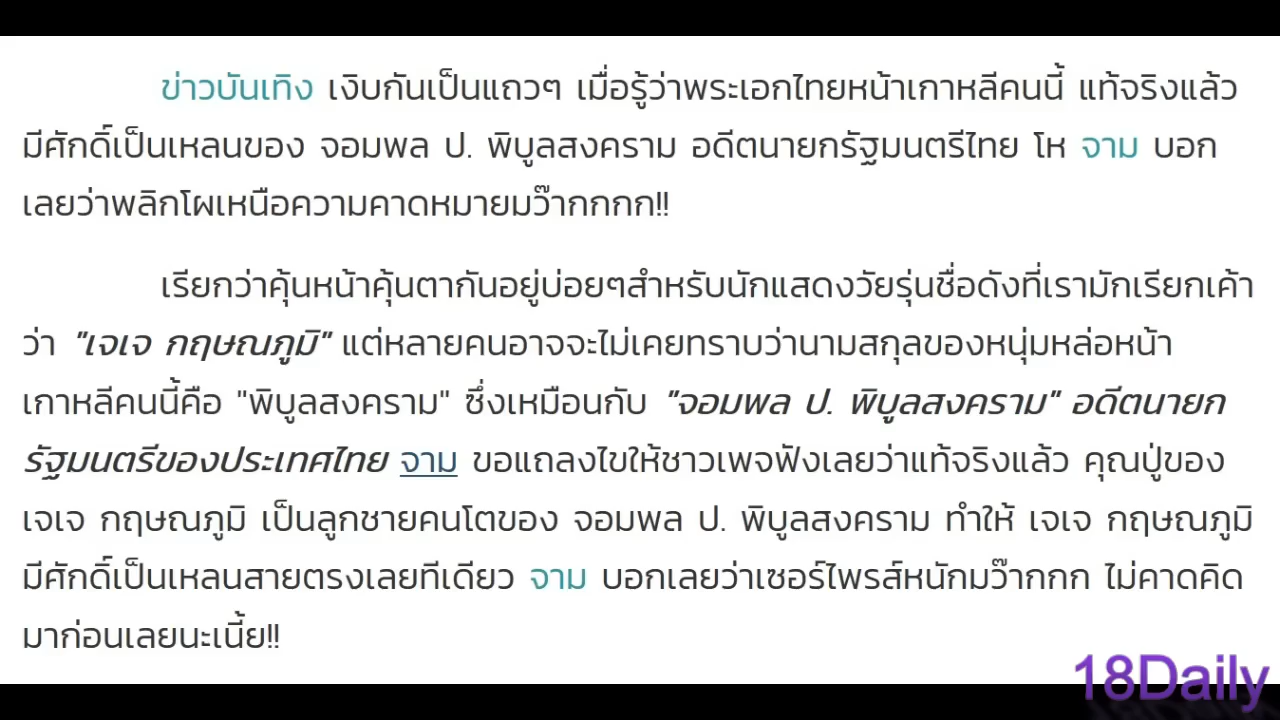 ข่าวบันเทิง เงิบกันเป็นแถวๆ เมื่อรู้ว่าพระเอกไทยหน้าเกาหลีคนนี้ แท้จริงแล้ว
มีศักดิ์เป็นเหลนของ จอมพล ป. พิบูลสงคราม อดีตนายกรัฐมนตรีไทย โห จาม บอก
เลยว่าพลิกโผเหนือความคาดหมายมว๊ากกกก!!
เรียกว่าคุ้นหน้าคุ้นตากันอยู่บ่อยๆสำหรับนักแสดงวัยรุ่นชื่อดังที่เรามักเรียกเค้า
ว่า "เจเจ กฤษณภูมิ" แต่หลายคนอาจจะไม่เคยทราบว่านามสกุลของหนุ่มหล่อหน้า
เกาหลีคนนี้คือ "พิบูลสงคราม" ซึ่งเหมือนกับ "จอมพล ป. พิบูลสงคราม" อดีตนายก
รัฐมนตรีของประเทศไทย จาม ขอแถลงไขให้ชาวเพจฟังเลยว่าแท้จริงแล้ว คุณปู่ของ
เจเจ กฤษณภูมิ เป็นลูกชายคนโตของ จอมพล ป. พิบูลสงคราม ทำให้ เจเจ กฤษณภูมิ
มีศักดิ์เป็นเหลนสายตรงเลยทีเดียว จาม บอกเลยว่าเซอร์ไพรส์หนักมว๊ากกก ไม่คาดคิด
มาก่อนเลยนะเนี้ย!!
18Daily